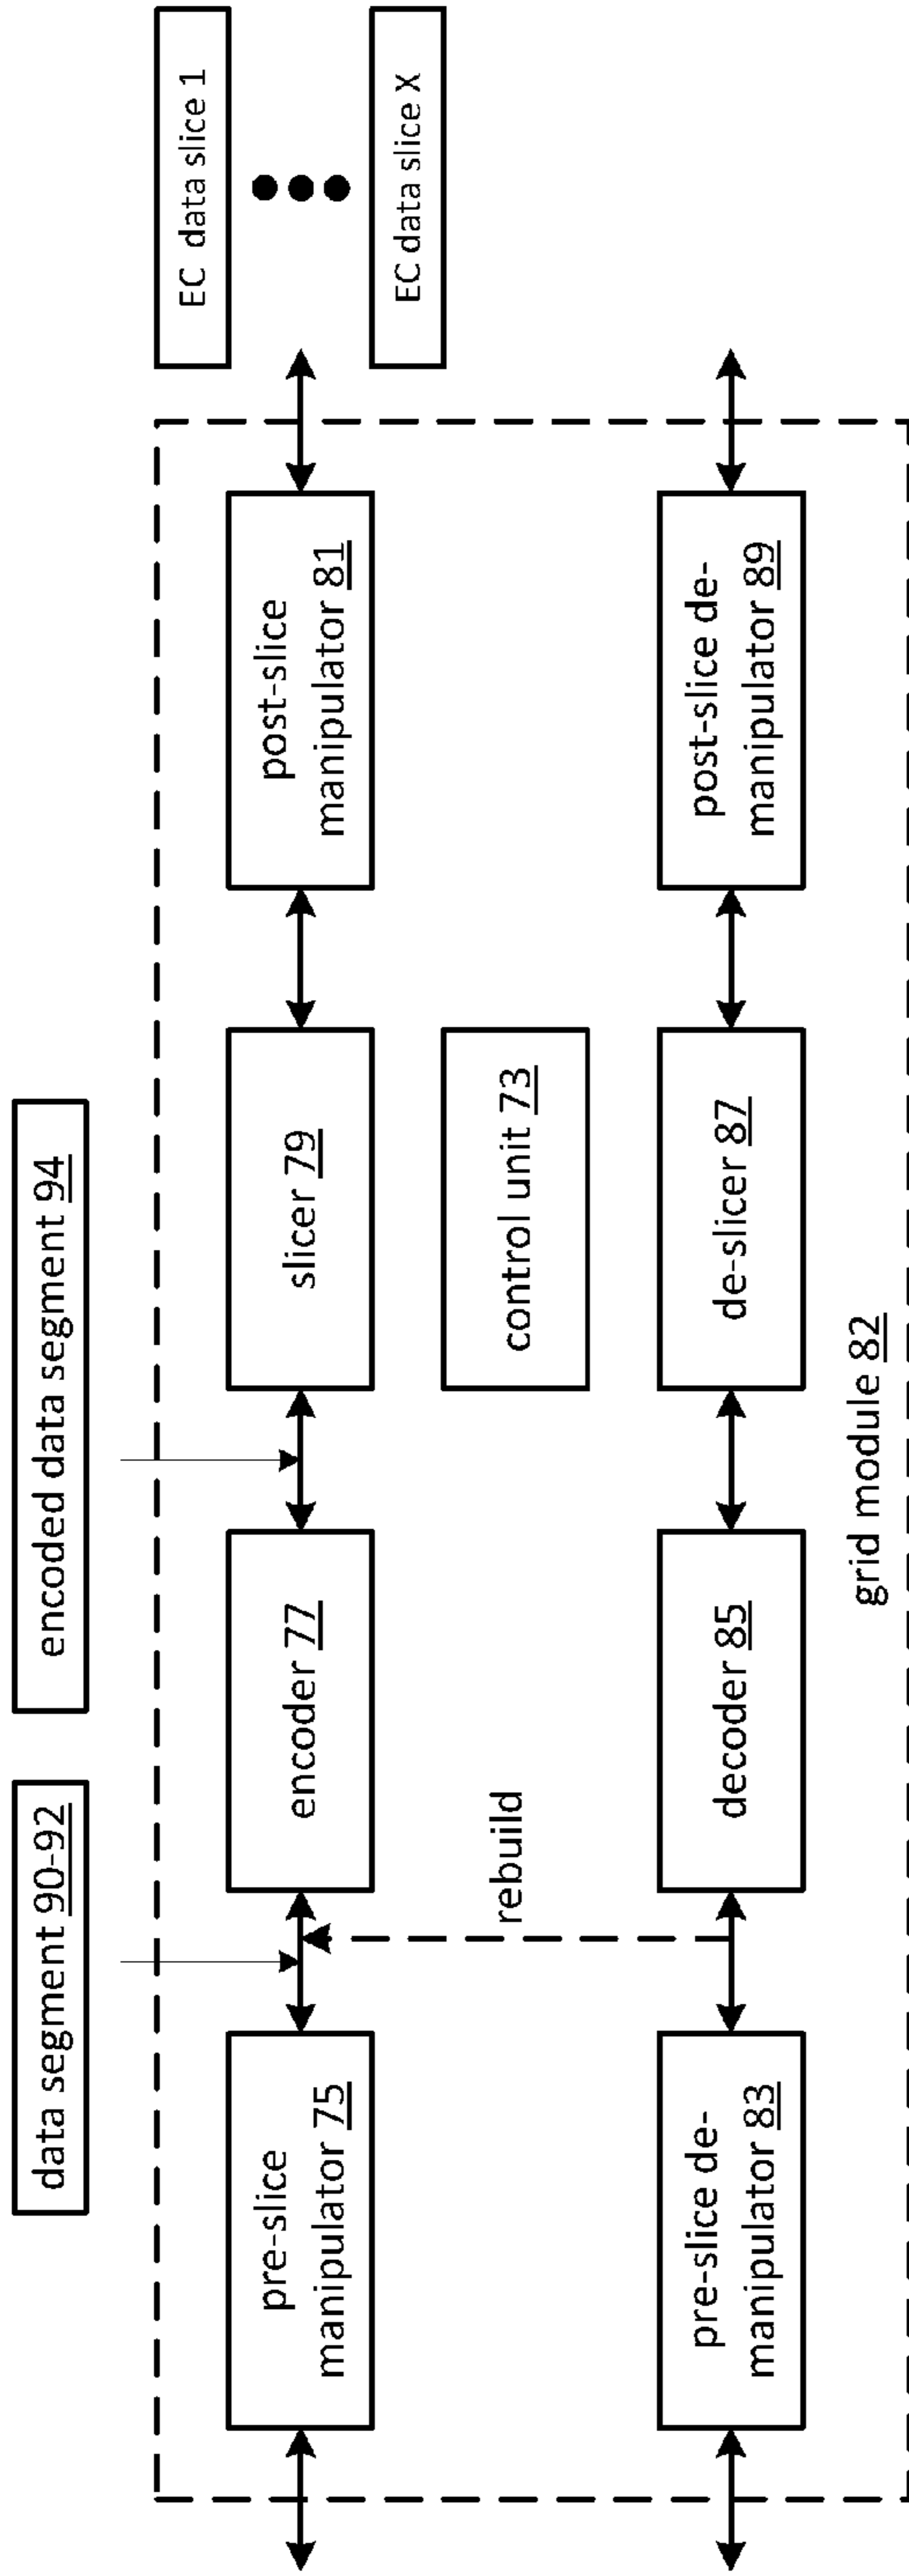 data segment 90-92
encoded data segment 94
EC data slice 1
EC data slice X
pre-slice
manipulator 75
encoder 77
slicer 79
post-slice
manipulator 81
rebuild
control unit 73
pre-slice de-
manipulator 83
decoder 85
de-slicer 87
post-slice de-
manipulator 89
grid module 82